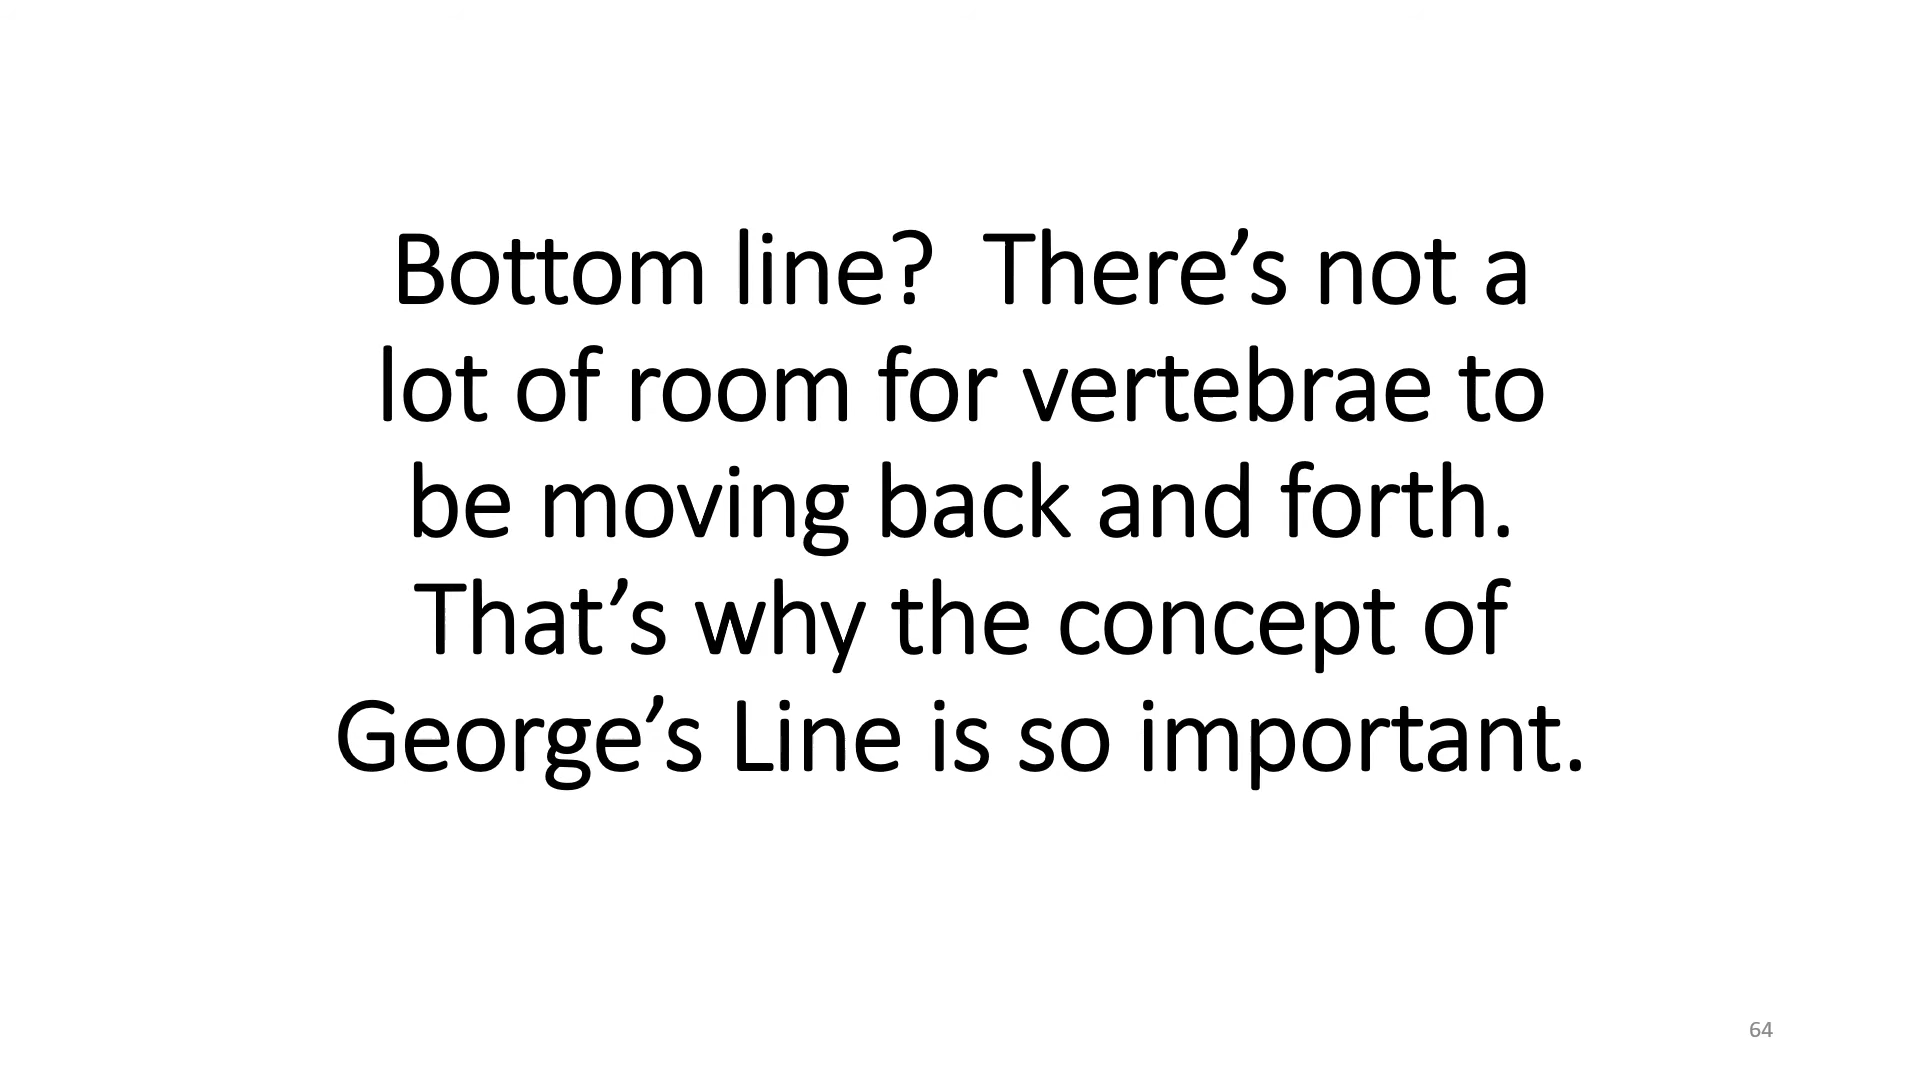 Bottom line?  There’s not a
lot of room for vertebrae to
be moving back and forth.
That’s why the concept of
George’s Line is so important.
64